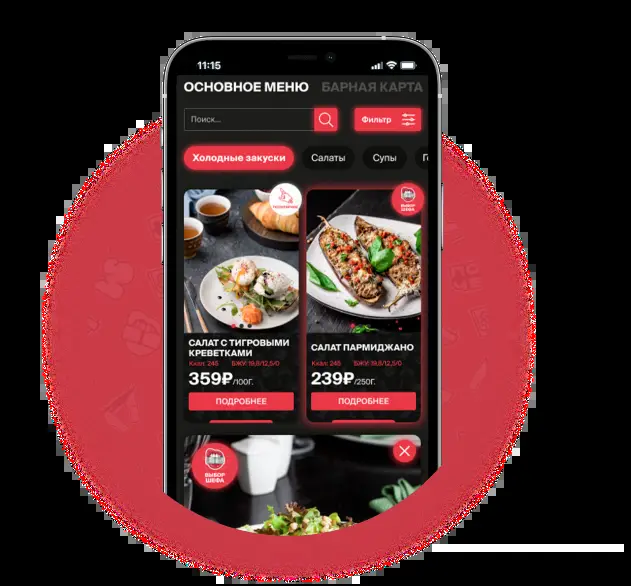 11:15
ОСНОВНОЕ МЕНЮ БАРНАЯ КАРТА
Поиск...
Фильтр
Холодные закуски Салаты Супы
ВЫБОР
ШЕФА
САЛАТ С ТИГРОВЫМИ
КРЕВЕТКАМИ
Ккал: 245 БЖУ: 19,8/12,5/0
359₽/100Г.
ПОДРОБНЕЕ
САЛАТ ПАРМИДЖАНО
Ккал: 245 БЖУ: 19,8/12,5/0
239₽/250Г.
ПОДРОБНЕЕ
ВЫБОР
ШЕФА